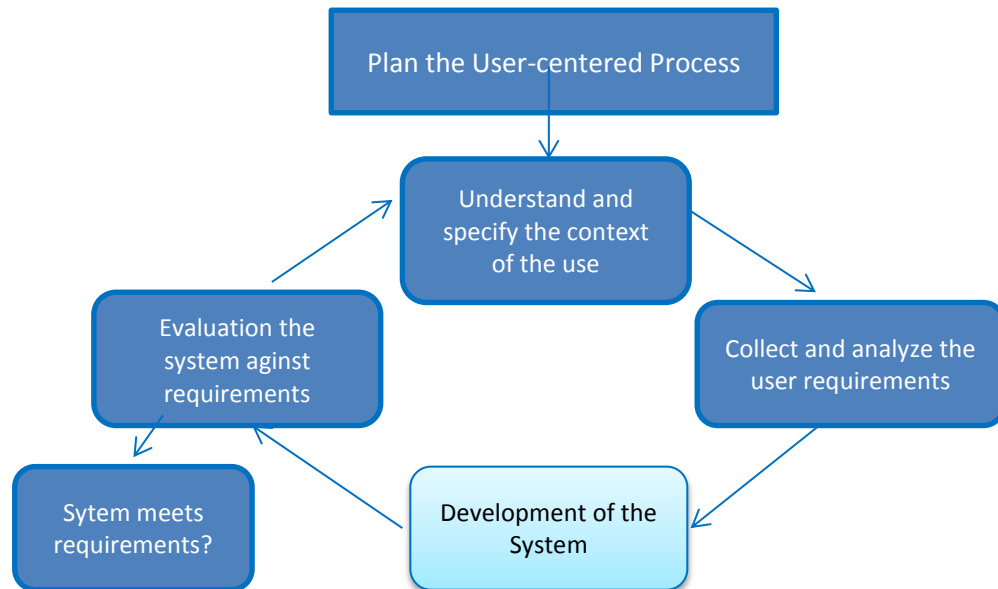 Plan the User-centered Process
Understand and
specify the context
of the use
Evaluation the
system aginst
requirements
Collect and analyze the
user requirements
Sytem meets
requirements?
Development of the
System